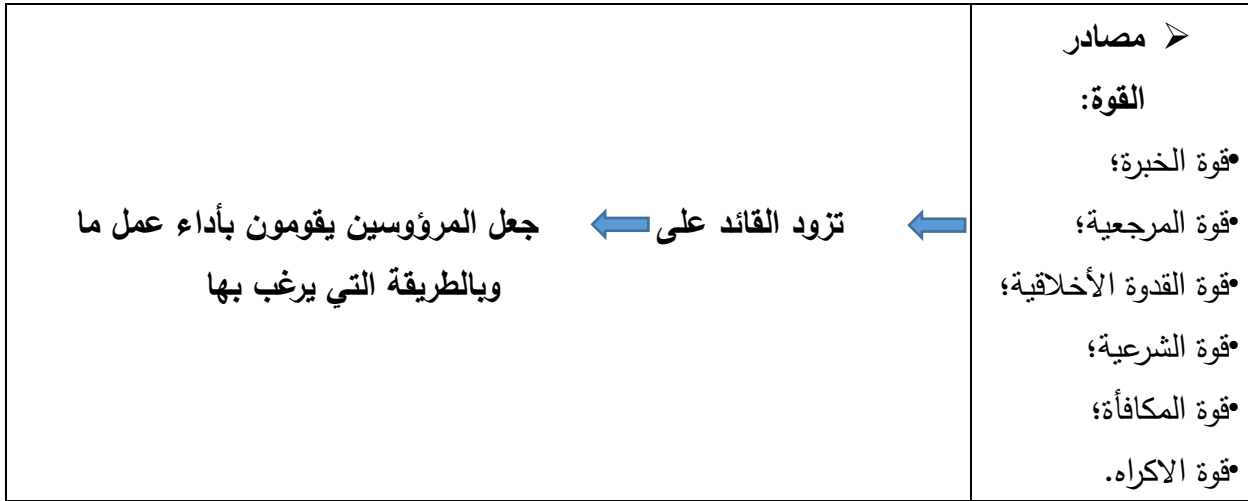 ➢ مصادر
القوة:
•قوة الخبرة؛
•قوة المرجعية؛
•قوة القدوة الأخلاقية؛
•قوة الشرعية؛
•قوة المكافأة؛
•قوة الاكراه.
تزود القائد على
جعل المرؤوسين يقومون بأداء عمل ما
وبالطريقة التي يرغب بها